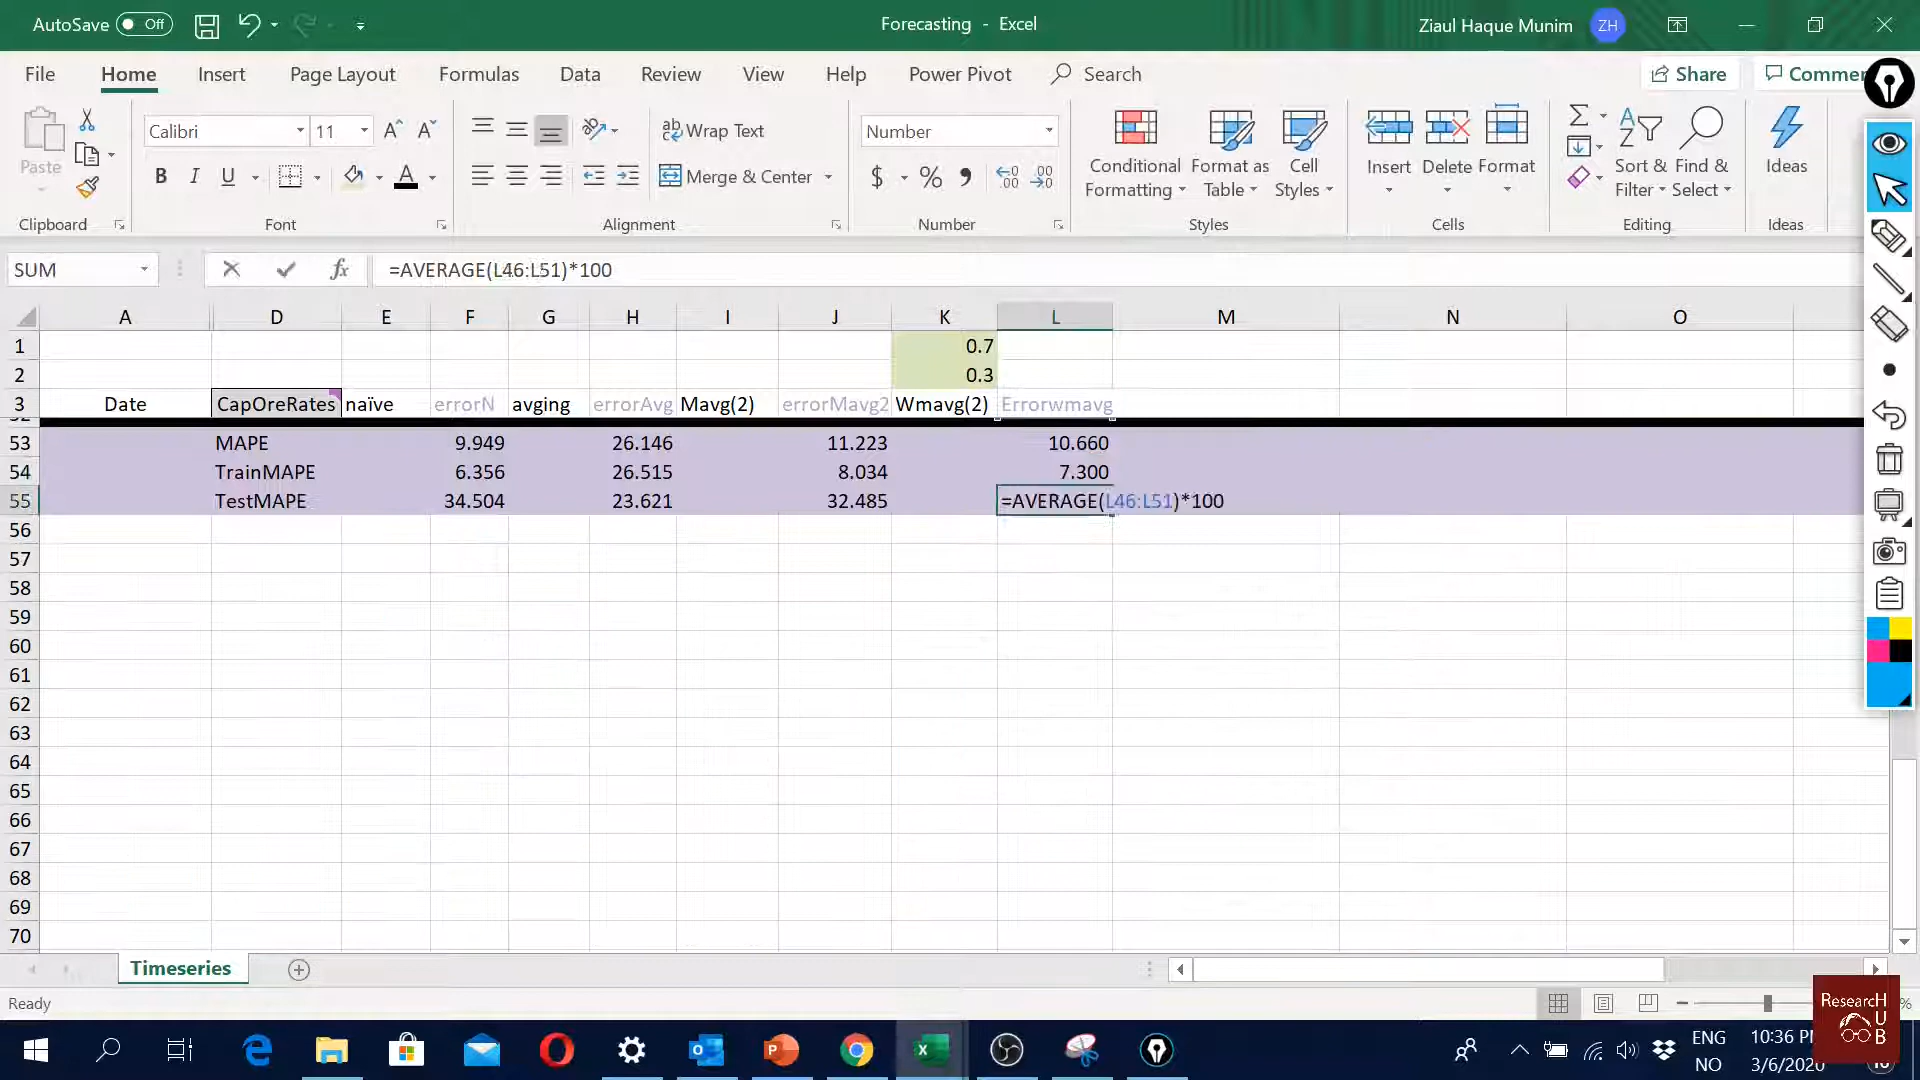 AutoSave Off
Forecasting - Excel
Ziaul Haque Munim ZH
File Home Insert Page Layout Formulas Data Review View Help Power Pivot Search Share
Paste
Clipboard
Calibri 11
B I U A
Font
ab Wrap Text
Merge & Center
Alignment
Number
$ % 9
Number
Conditional Formatting
Format as Table
Cell Styles
Styles
Insert Delete Format
Cells
Sort & Filter
Find & Select
Editing
Ideas
Ideas
SUM fx =AVERAGE(L46:L51)*100
A D E F G H I J K L M N O
1 0.7
2 0.3
3 Date CapOreRates naïve errorN avging errorAvg Mavg(2) errorMavg2 Wmavg(2) Errorwmavg
53 MAPE 9.949 26.146 11.223 10.660
54 TrainMAPE 6.356 26.515 8.034 7.300
55 TestMAPE 34.504 23.621 32.485 =AVERAGE(L46:L51)*100
56
57
58
59
60
61
62
63
64
65
66
67
68
69
70
Timeseries
Ready %
ResearcH
U
B
ENG 10:36
NO 3/6/2020